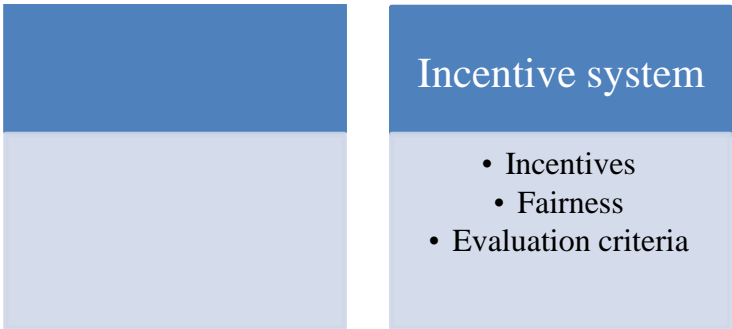 Incentive system
• Incentives
• Fairness
• Evaluation criteria